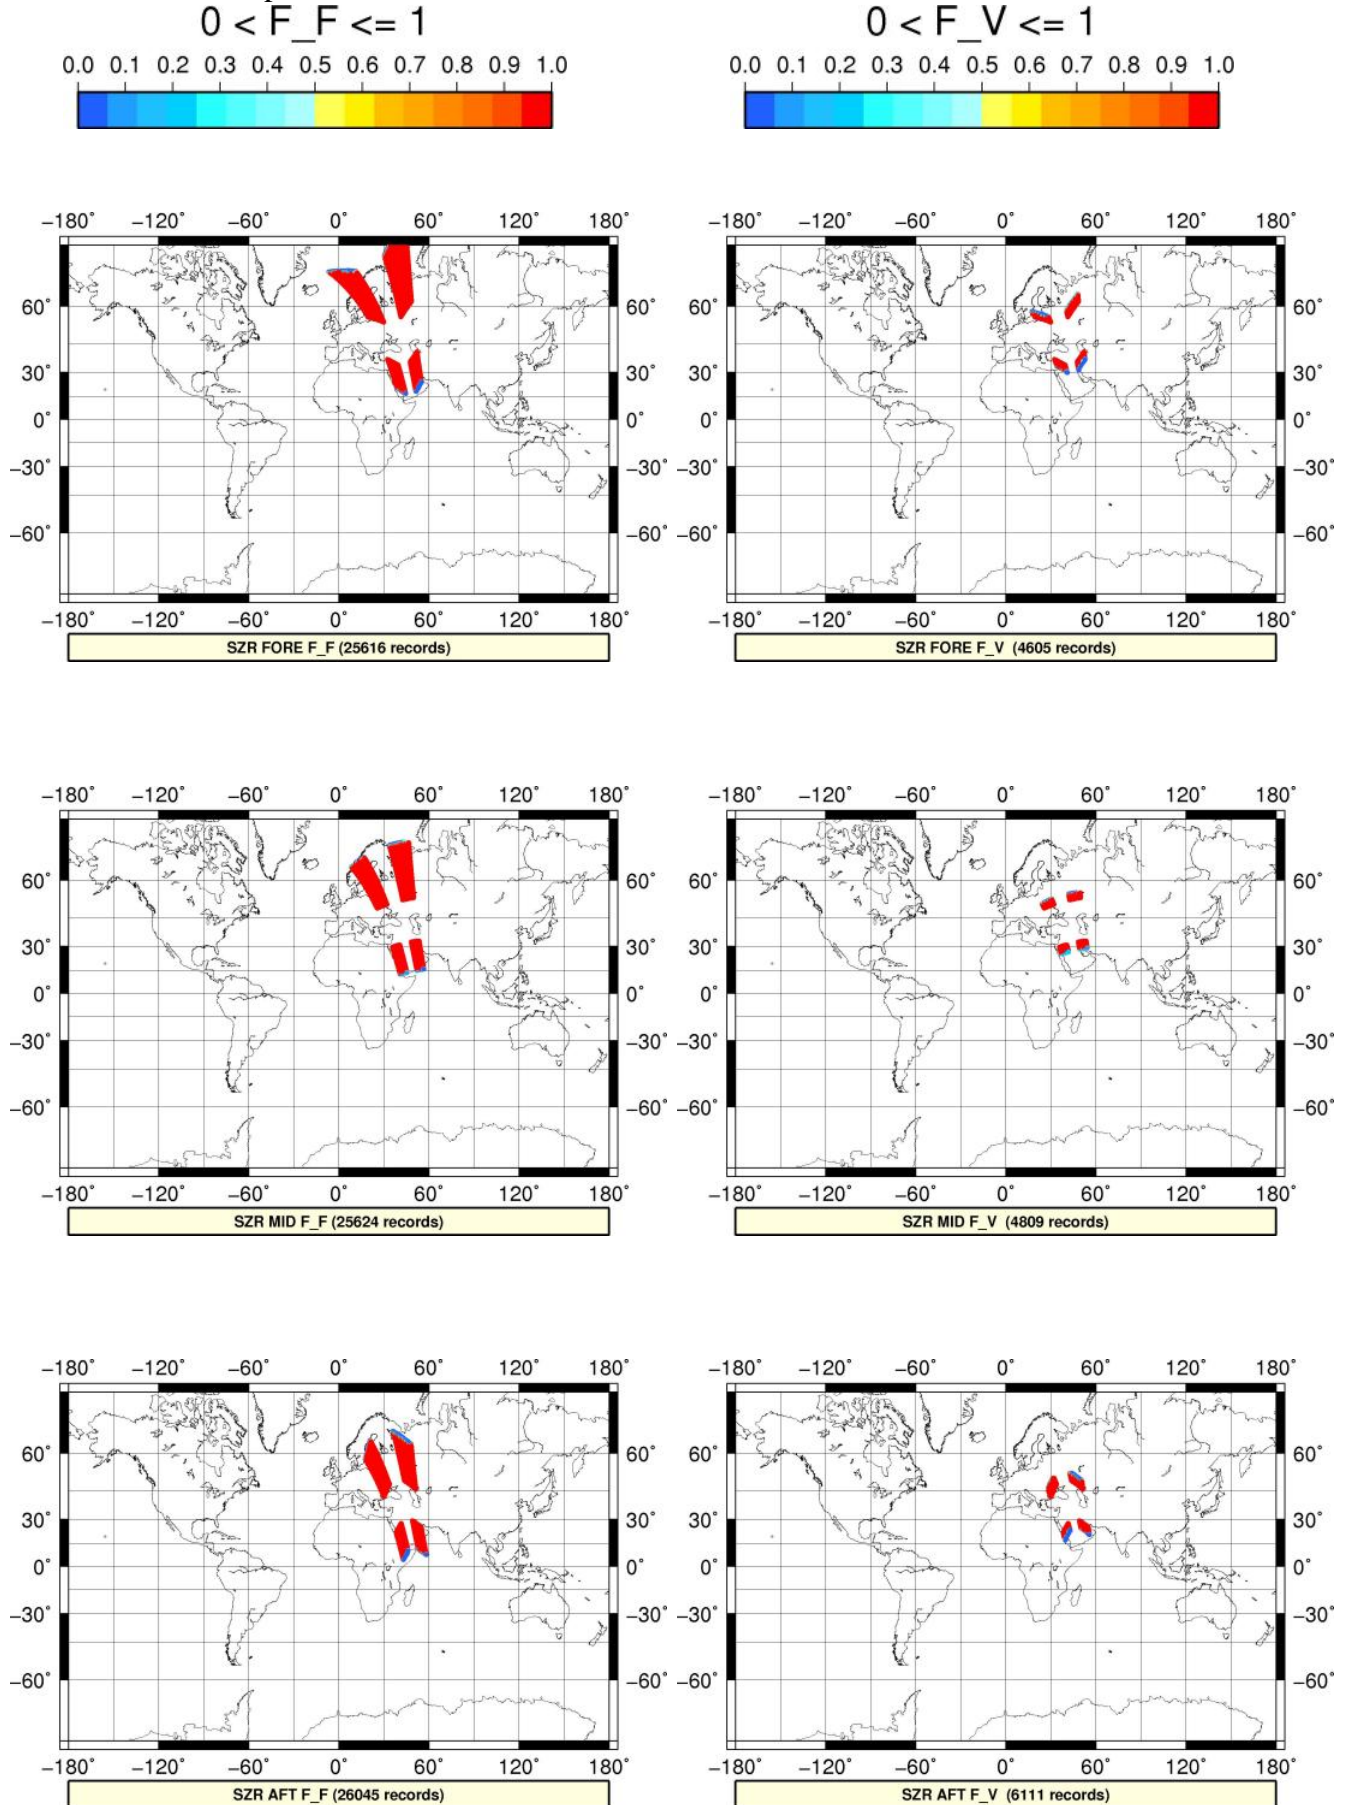 0 < F_F <= 1
0 < F_V <= 1
0.0 0.1 0.2 0.3 0.4 0.5 0.6 0.7 0.8 0.9 1.0
0.0 0.1 0.2 0.3 0.4 0.5 0.6 0.7 0.8 0.9 1.0
−180° −120° −60° 0° 60° 120° 180°
−180° −120° −60° 0° 60° 120° 180°
60° 60° 60° 60°
30° 30° 30° 30°
0° 0° 0° 0°
−30° −30° −30° −30°
−60° −60° −60° −60°
−180° −120° −60° 0° 60° 120° 180°
−180° −120° −60° 0° 60° 120° 180°
SZR FORE F_F (25616 records)
SZR FORE F_V (4605 records)
−180° −120° −60° 0° 60° 120° 180°
−180° −120° −60° 0° 60° 120° 180°
60° 60° 60° 60°
30° 30° 30° 30°
0° 0° 0° 0°
−30° −30° −30° −30°
−60° −60° −60° −60°
−180° −120° −60° 0° 60° 120° 180°
−180° −120° −60° 0° 60° 120° 180°
SZR MID F_F (25624 records)
SZR MID F_V (4809 records)
−180° −120° −60° 0° 60° 120° 180°
−180° −120° −60° 0° 60° 120° 180°
60° 60° 60° 60°
30° 30° 30° 30°
0° 0° 0° 0°
−30° −30° −30° −30°
−60° −60° −60° −60°
−180° −120° −60° 0° 60° 120° 180°
−180° −120° −60° 0° 60° 120° 180°
SZR AFT F_F (26045 records)
SZR AFT F_V (6111 records)